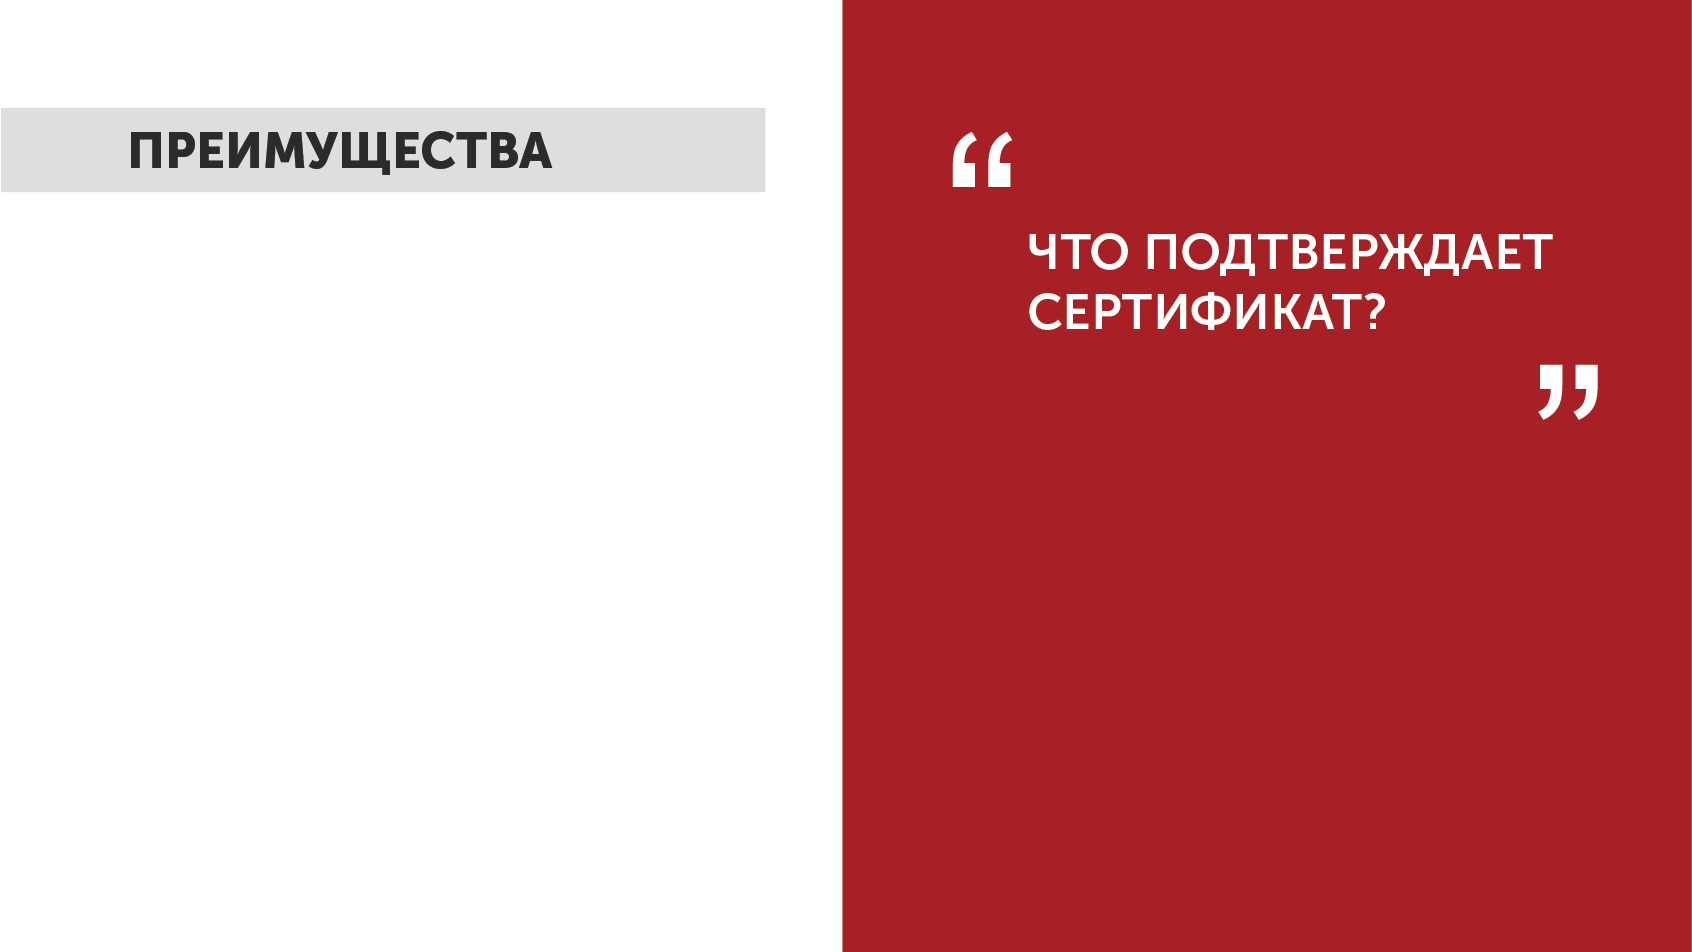 ПРЕИМУЩЕСТВА
“
ЧТО ПОДТВЕРЖДАЕТ
СЕРТИФИКАТ?
”